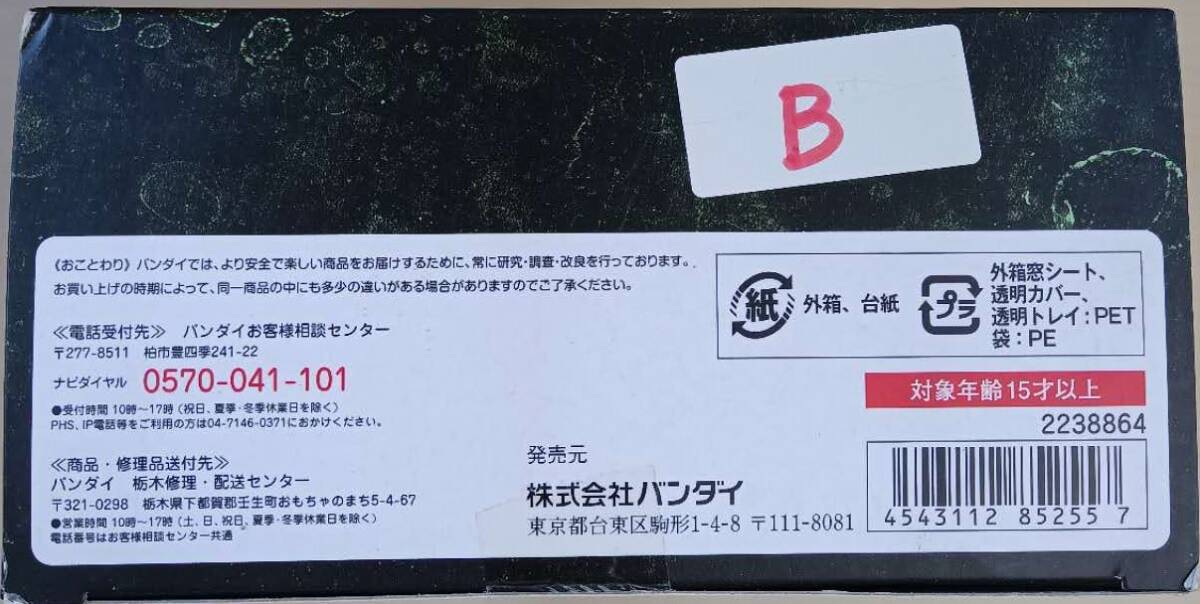 B
《おことわり》バンダイでは、より安全で楽しい商品をお届けするために、常に研究・調査・改良を行っております。
お買い上げの時期によって、同一商品の中にも多少の違いがある場合がありますのでご了承ください。
≪電話受付先≫ バンダイお客様相談センター
〒277-8511 柏市豊四季241-22
ナビダイヤル 0570-041-101
●受付時間 10時〜17時（祝日、夏季・冬季休業日を除く）
PHS、IP電話等をご利用の方は04-7146-0371におかけください。
≪商品・修理品送付先≫
バンダイ 栃木修理・配送センター
〒321-0298 栃木県下都賀郡壬生町おもちゃのまち5-4-67
●営業時間 10時〜17時（土、日、祝日、夏季・冬季休業日を除く）
電話番号はお客様相談センター共通
発売元
株式会社バンダイ
東京都台東区駒形1-4-8 〒111-8081
紙 外箱、台紙
プラ 外箱窓シート、
透明カバー、
透明トレイ：PET
袋：PE
対象年齢15才以上
2238864
4543112 85255 7